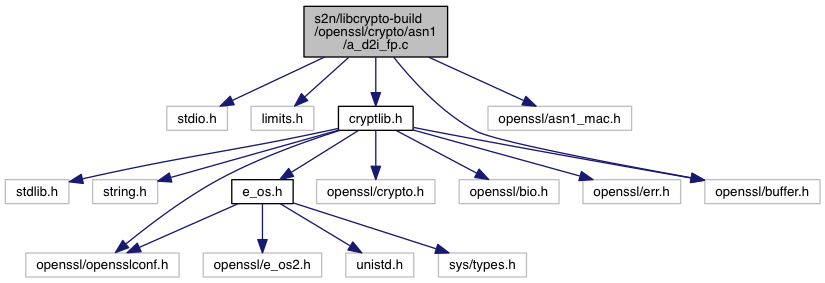 s2n/libcrypto-build
/openssl/crypto/asn1
/a_d2i_fp.c
stdio.h
limits.h
cryptlib.h
openssl/asn1_mac.h
stdlib.h
string.h
e_os.h
openssl/crypto.h
openssl/bio.h
openssl/err.h
openssl/buffer.h
openssl/opensslconf.h
openssl/e_os2.h
unistd.h
sys/types.h